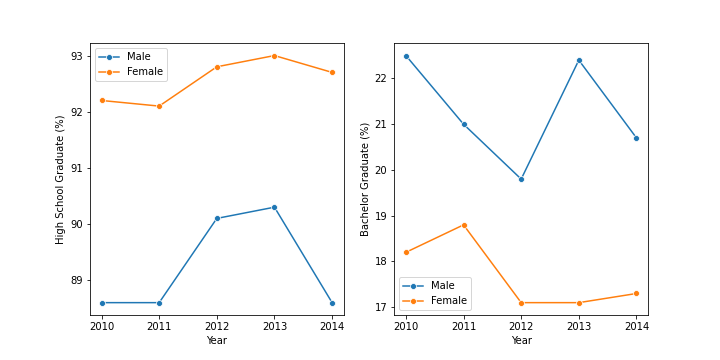 93
92
91
90
89
High School Graduate (%)
Male
Female
2010 2011 2012 2013 2014
Year
22
21
20
19
18
17
Bachelor Graduate (%)
Male
Female
2010 2011 2012 2013 2014
Year